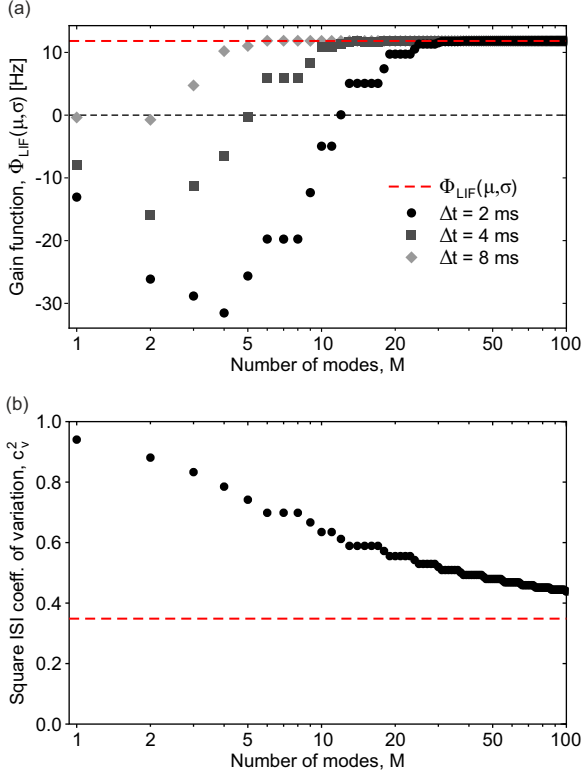 (a)
Gain function, Φ_LIF(μ,σ) [Hz]
10
0
-10
-20
-30
Φ_LIF(μ,σ)
Δt = 2 ms
Δt = 4 ms
Δt = 8 ms
1 2 5 10 20 50 100
Number of modes, M
(b)
Square ISI coeff. of variation, c_v^2
1.0
0.8
0.6
0.4
0.2
0.0
1 2 5 10 20 50 100
Number of modes, M